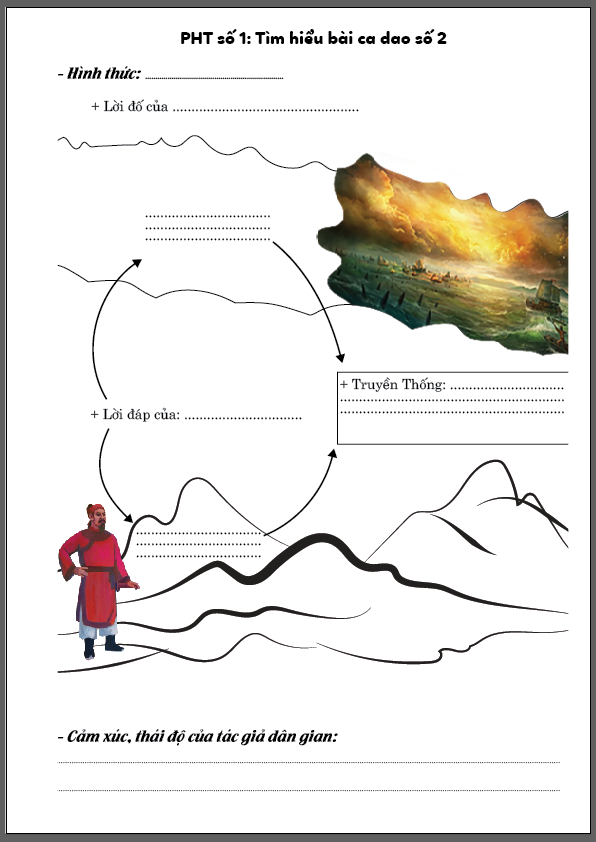 PHT số 1: Tìm hiểu bài ca dao số 2
- Hình thức: ................................................
+ Lời đố của .................................................
.................................
.................................
.................................
+ Truyền Thống: ..............................
...........................................................
...........................................................
+ Lời đáp của: ...............................
.................................
.................................
.................................
- Cảm xúc, thái độ của tác giả dân gian:
................................................................................
................................................................................